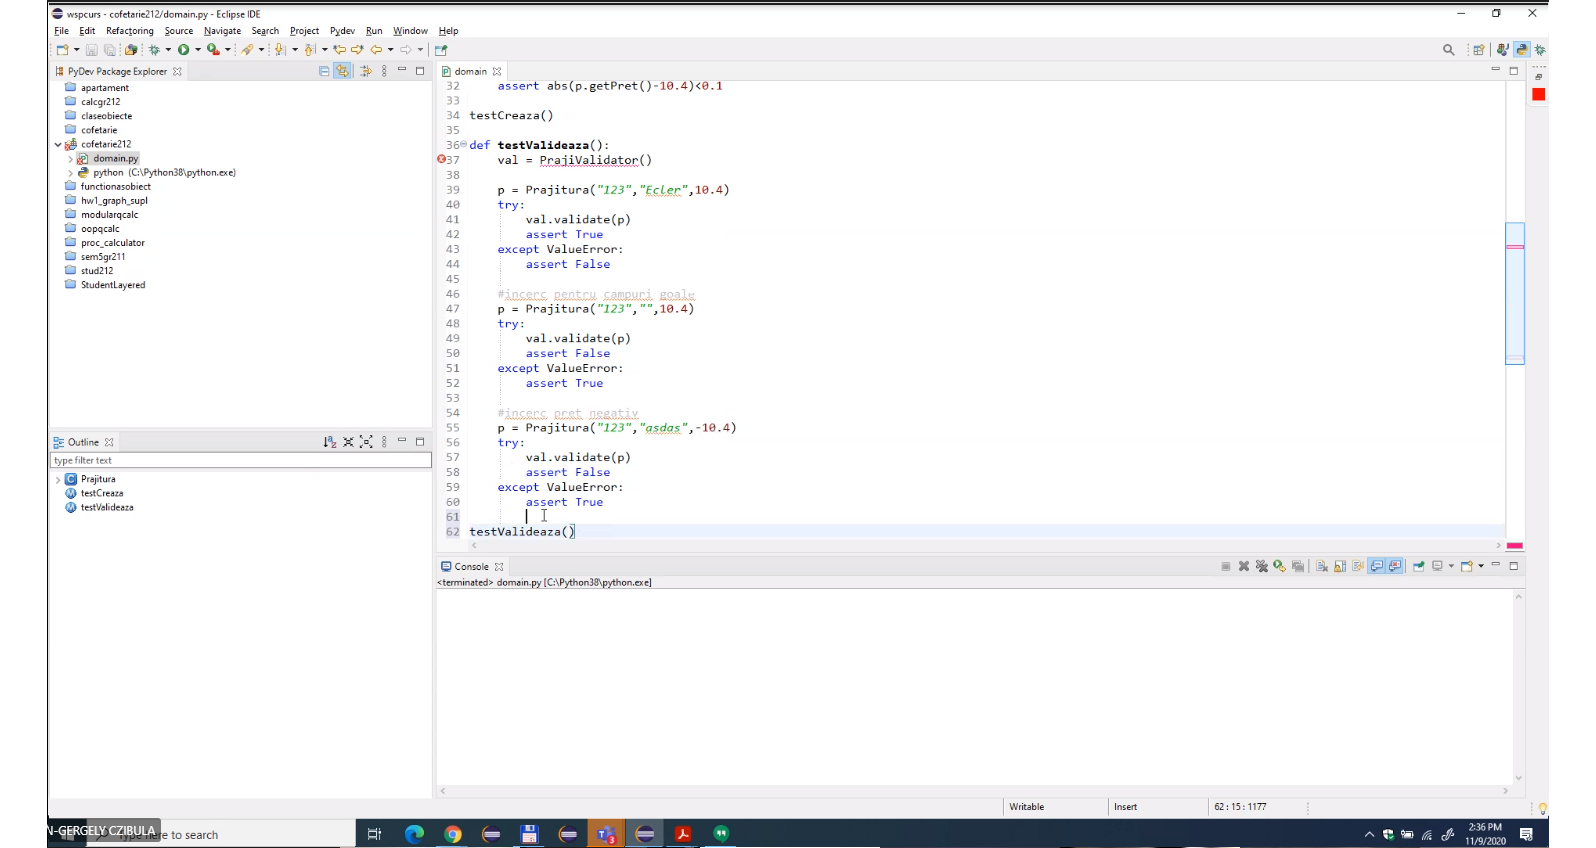 wspcurs - cofetarie212/domain.py - Eclipse IDE
File Edit Refactoring Source Navigate Search Project Pydev Run Window Help
PyDev Package Explorer
apartament
calcgr212
claseobiecte
cofetarie
cofetarie212
domain.py
python (C:\Python38\python.exe)
functionasobiect
hw1_graph_supl
modularqcalc
oopqcalc
proc_calculator
sem5gr211
stud212
StudentLayered
Outline
type filter text
Prajitura
testCreaza
testValideaza
domain
32 assert abs(p.getPret()-10.4)<0.1
33
34 testCreaza()
35
36 def testValideaza():
37 val = PrajiValidator()
38
39 p = Prajitura("123","Ecler",10.4)
40 try:
41 val.validate(p)
42 assert True
43 except ValueError:
44 assert False
45
46 #incerc pentru campuri goale
47 p = Prajitura("123","",10.4)
48 try:
49 val.validate(p)
50 assert False
51 except ValueError:
52 assert True
53
54 #incerc pret negativ
55 p = Prajitura("123","asdas",-10.4)
56 try:
57 val.validate(p)
58 assert False
59 except ValueError:
60 assert True
61
62 testValideaza()
Console
<terminated> domain.py [C:\Python38\python.exe]
Writable Insert 62 : 15 : 1177
N-GERGELY CZIBULA
here to search
2:36 PM
11/9/2020